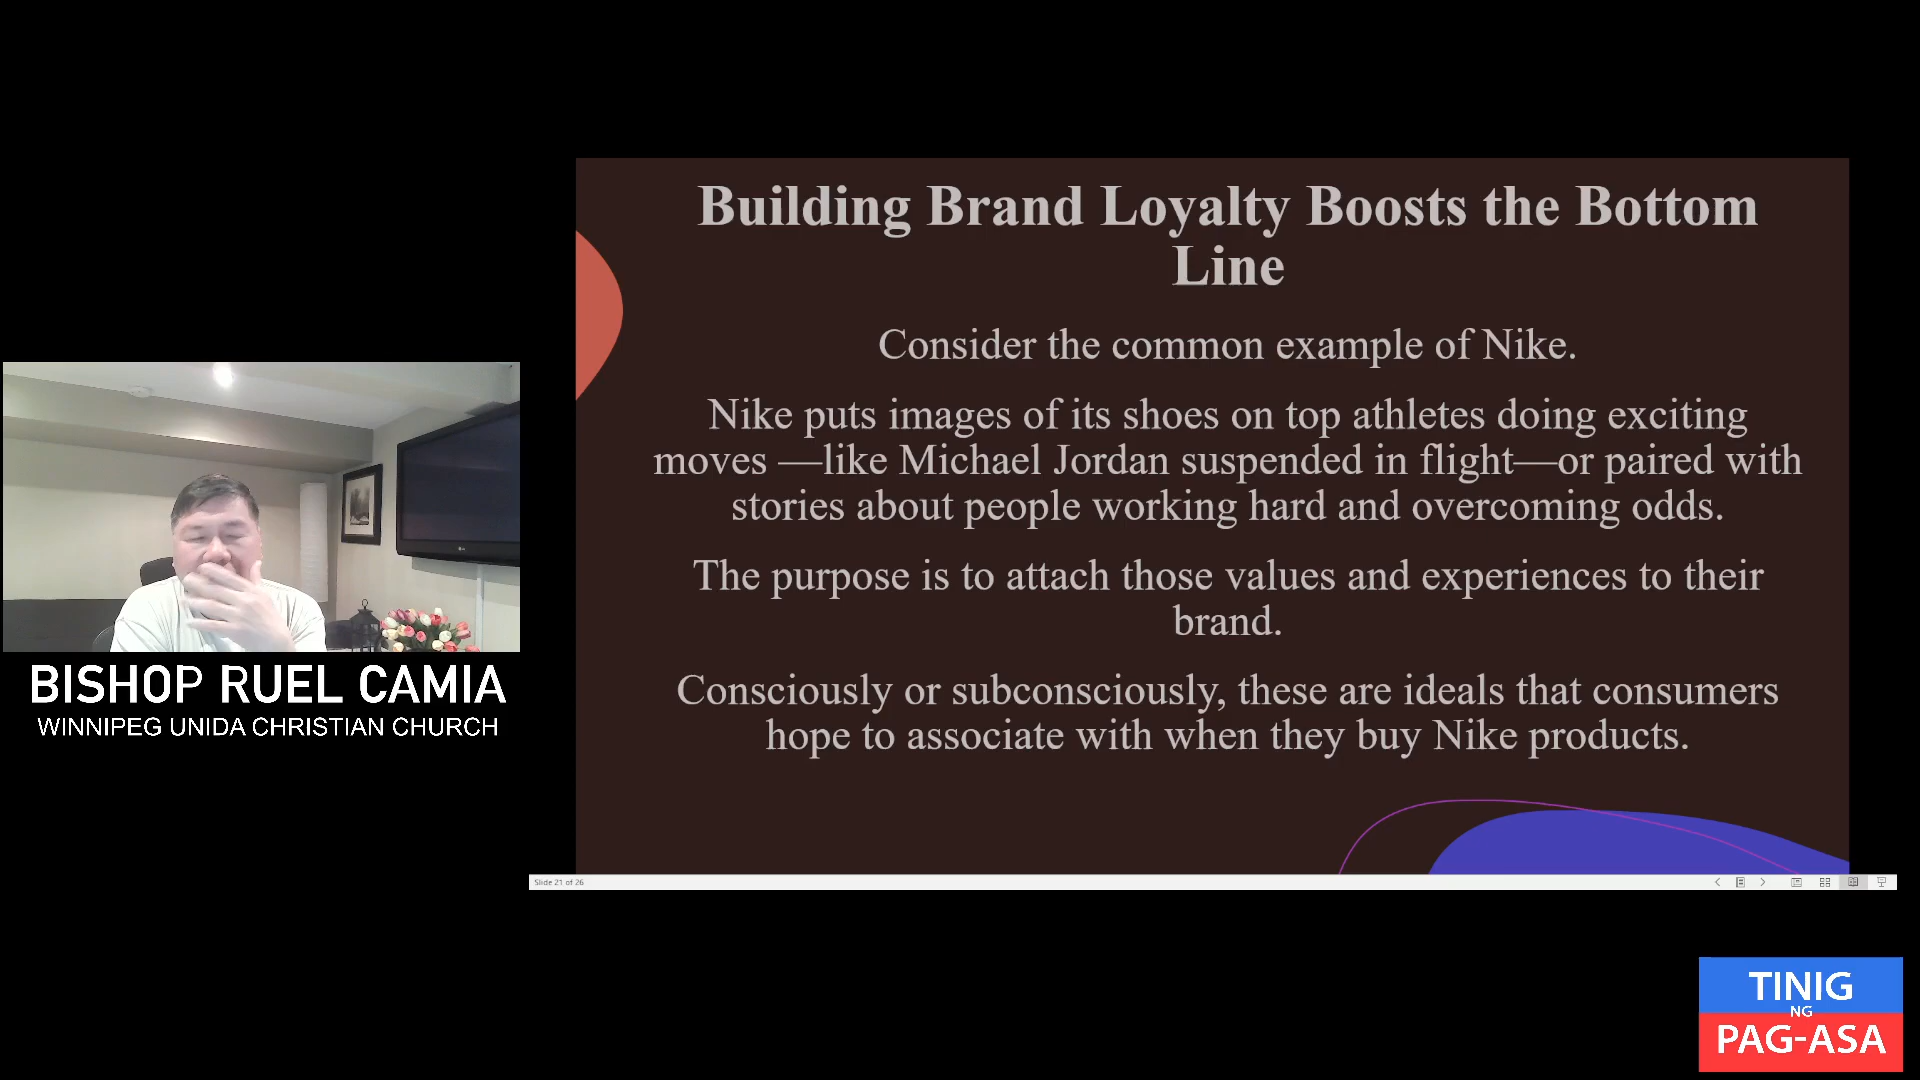 Building Brand Loyalty Boosts the Bottom
Line
Consider the common example of Nike.
Nike puts images of its shoes on top athletes doing exciting
moves —like Michael Jordan suspended in flight—or paired with
stories about people working hard and overcoming odds.
The purpose is to attach those values and experiences to their
brand.
Consciously or subconsciously, these are ideals that consumers
hope to associate with when they buy Nike products.
BISHOP RUEL CAMIA
WINNIPEG UNIDA CHRISTIAN CHURCH
Slide 21 of 26
TINIG
NG
PAG-ASA